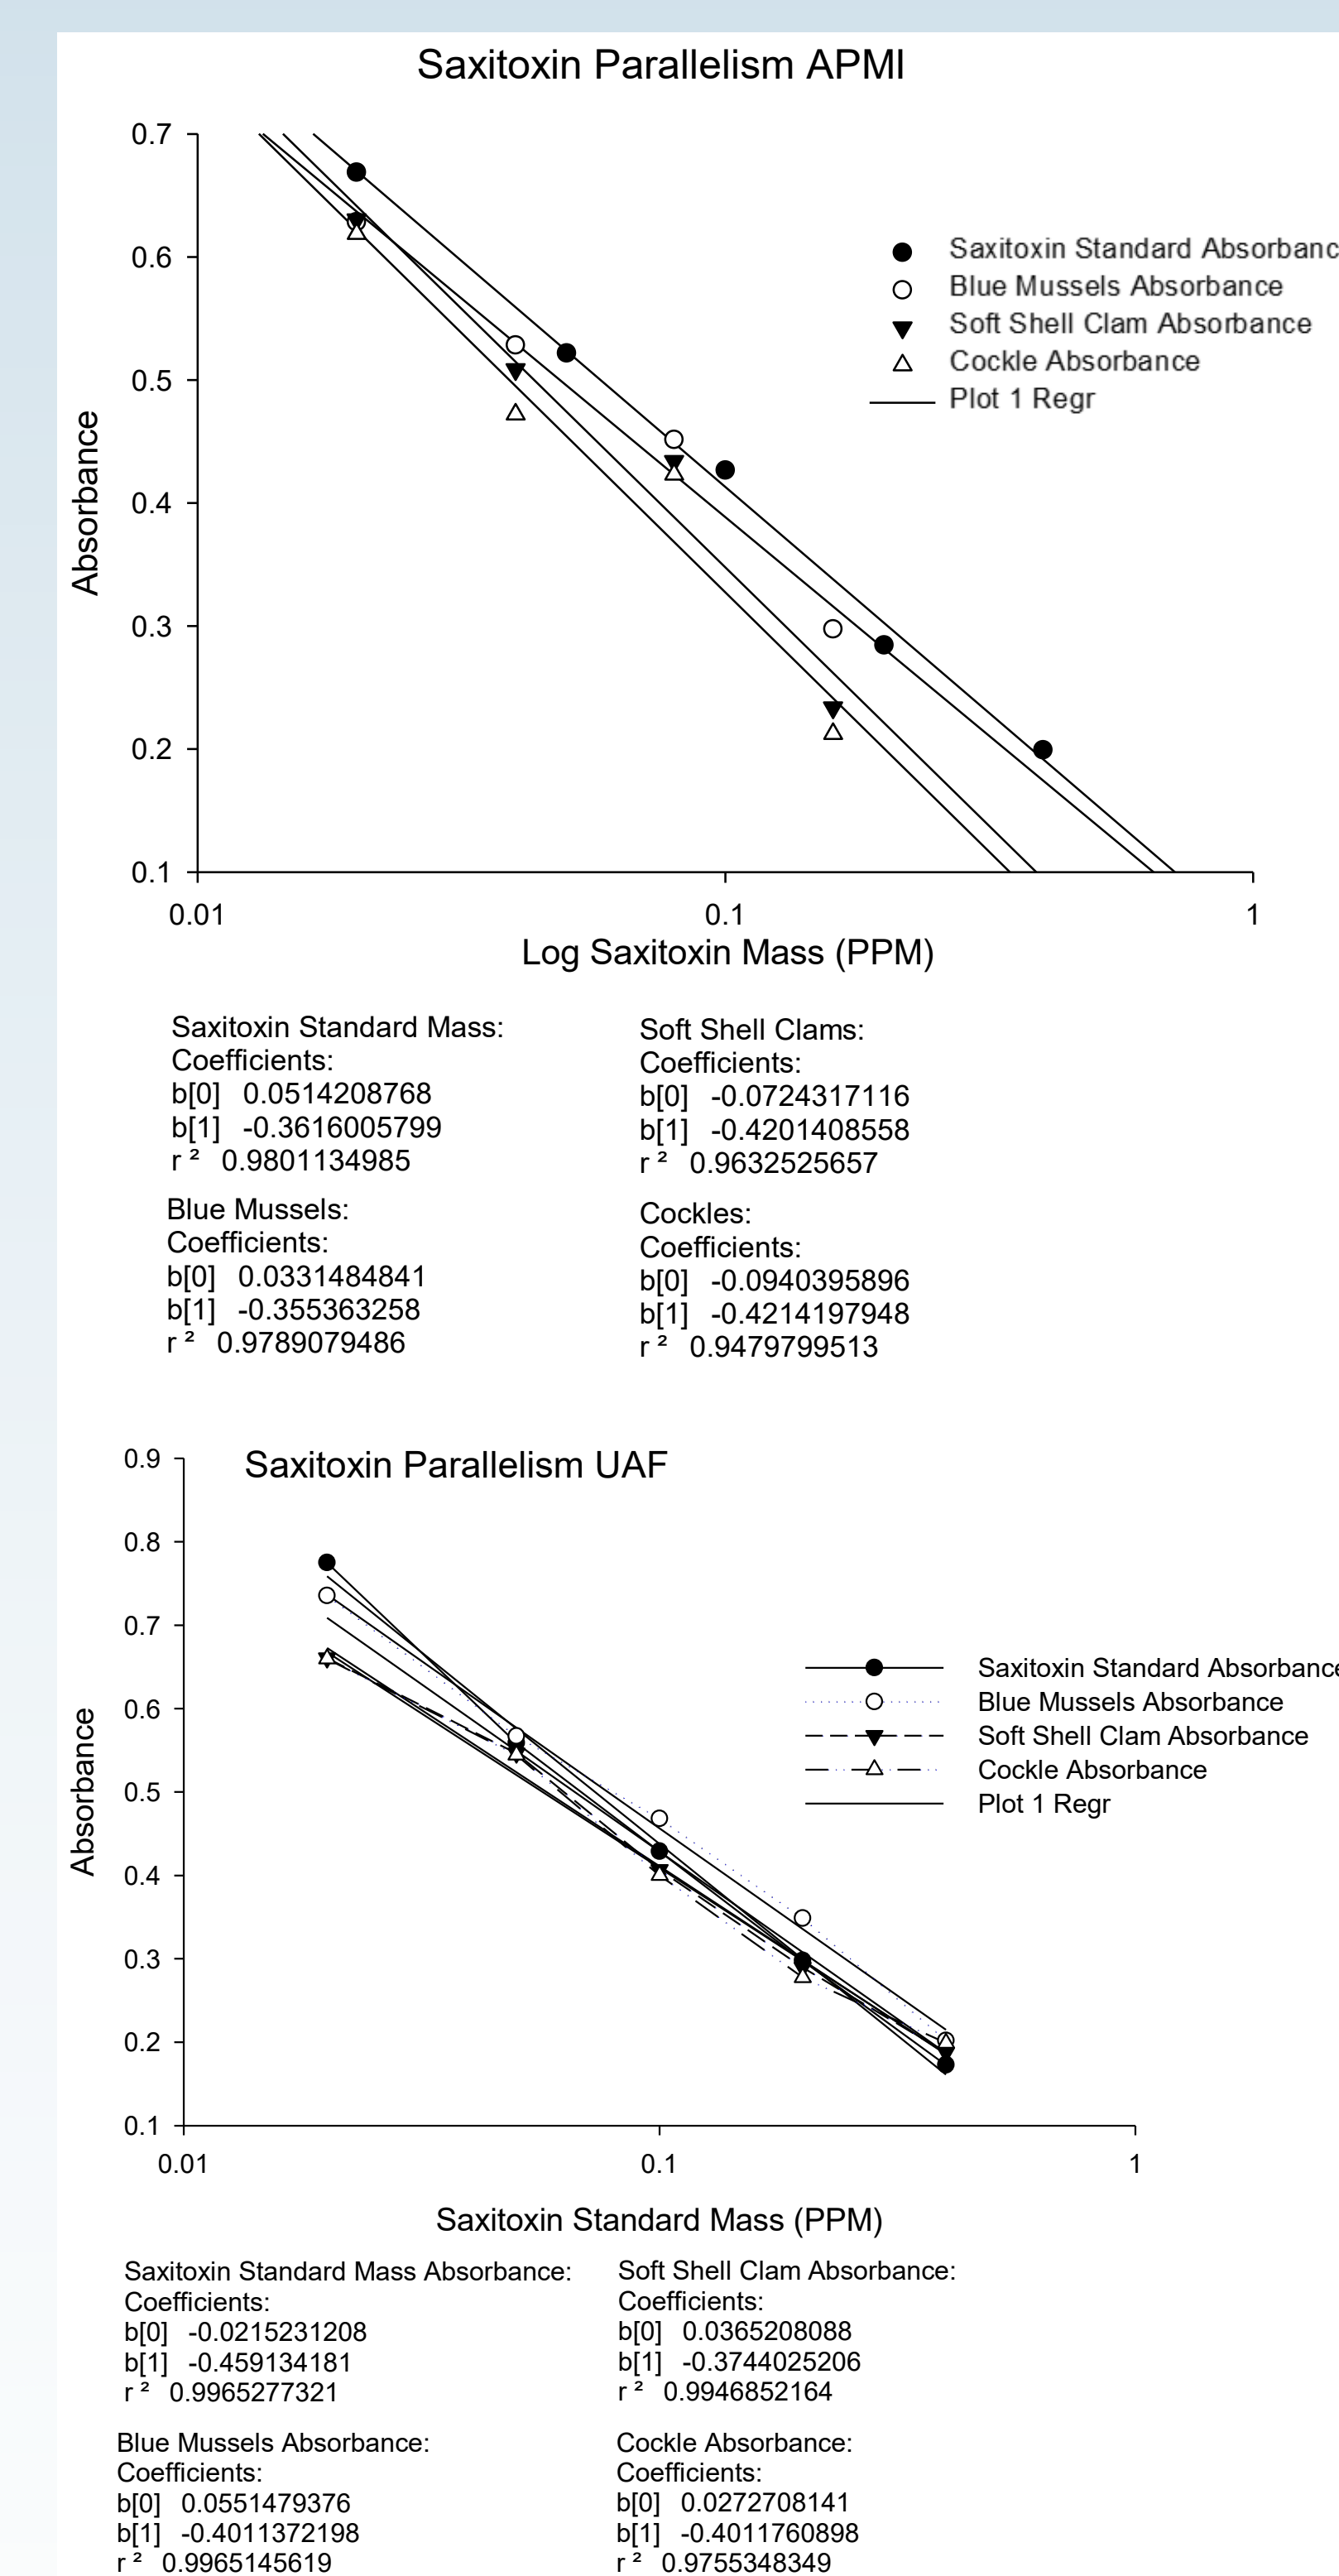 Saxitoxin Parallelism APMI
0.7
0.6
0.5
0.4
0.3
0.2
0.1
Absorbance
0.01
0.1
1
Log Saxitoxin Mass (PPM)
Saxitoxin Standard Absorbanc
Blue Mussels Absorbance
Soft Shell Clam Absorbance
Cockle Absorbance
Plot 1 Regr
Saxitoxin Standard Mass:
Coefficients:
b[0] 0.0514208768
b[1] -0.3616005799
r ² 0.9801134985
Blue Mussels:
Coefficients:
b[0] 0.0331484841
b[1] -0.355363258
r ² 0.9789079486
Soft Shell Clams:
Coefficients:
b[0] -0.0724317116
b[1] -0.4201408558
r ² 0.9632525657
Cockles:
Coefficients:
b[0] -0.0940395896
b[1] -0.4214197948
r ² 0.9479799513
Saxitoxin Parallelism UAF
0.9
0.8
0.7
0.6
0.5
0.4
0.3
0.2
0.1
Absorbance
0.01
0.1
1
Saxitoxin Standard Mass (PPM)
Saxitoxin Standard Absorbance
Blue Mussels Absorbance
Soft Shell Clam Absorbance
Cockle Absorbance
Plot 1 Regr
Saxitoxin Standard Mass Absorbance:
Coefficients:
b[0] -0.0215231208
b[1] -0.459134181
r ² 0.9965277321
Blue Mussels Absorbance:
Coefficients:
b[0] 0.0551479376
b[1] -0.4011372198
r ² 0.9965145619
Soft Shell Clam Absorbance:
Coefficients:
b[0] 0.0365208088
b[1] -0.3744025206
r ² 0.9946852164
Cockle Absorbance:
Coefficients:
b[0] 0.0272708141
b[1] -0.4011760898
r ² 0.9755348349